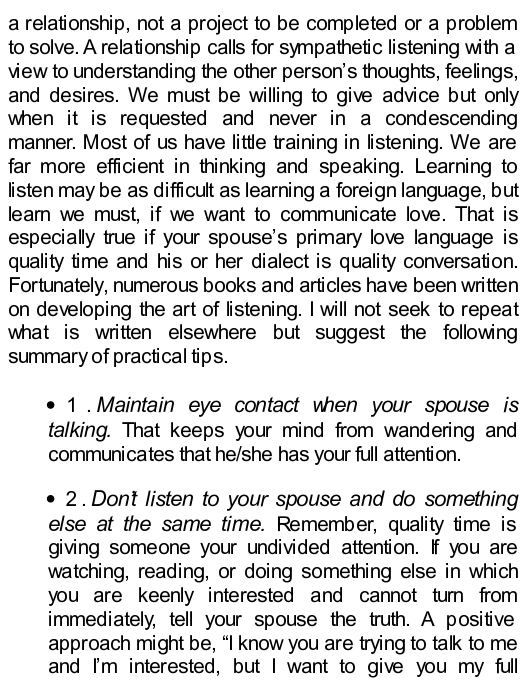 a relationship, not a project to be completed or a problem
to solve. A relationship calls for sympathetic listening with a
view to understanding the other person's thoughts, feelings,
and desires. We must be willing to give advice but only
when it is requested and never in a condescending
manner. Most of us have little training in listening. We are
far more efficient in thinking and speaking. Learning to
listen may be as difficult as learning a foreign language, but
learn we must, if we want to communicate love. That is
especially true if your spouse's primary love language is
quality time and his or her dialect is quality conversation.
Fortunately, numerous books and articles have been written
on developing the art of listening. I will not seek to repeat
what is written elsewhere but suggest the following
summary of practical tips.
• 1 . Maintain eye contact when your spouse is
talking. That keeps your mind from wandering and
communicates that he/she has your full attention.
• 2 . Don't listen to your spouse and do something
else at the same time. Remember, quality time is
giving someone your undivided attention. If you are
watching, reading, or doing something else in which
you are keenly interested and cannot turn from
immediately, tell your spouse the truth. A positive
approach might be, “I know you are trying to talk to me
and I'm interested, but I want to give you my full